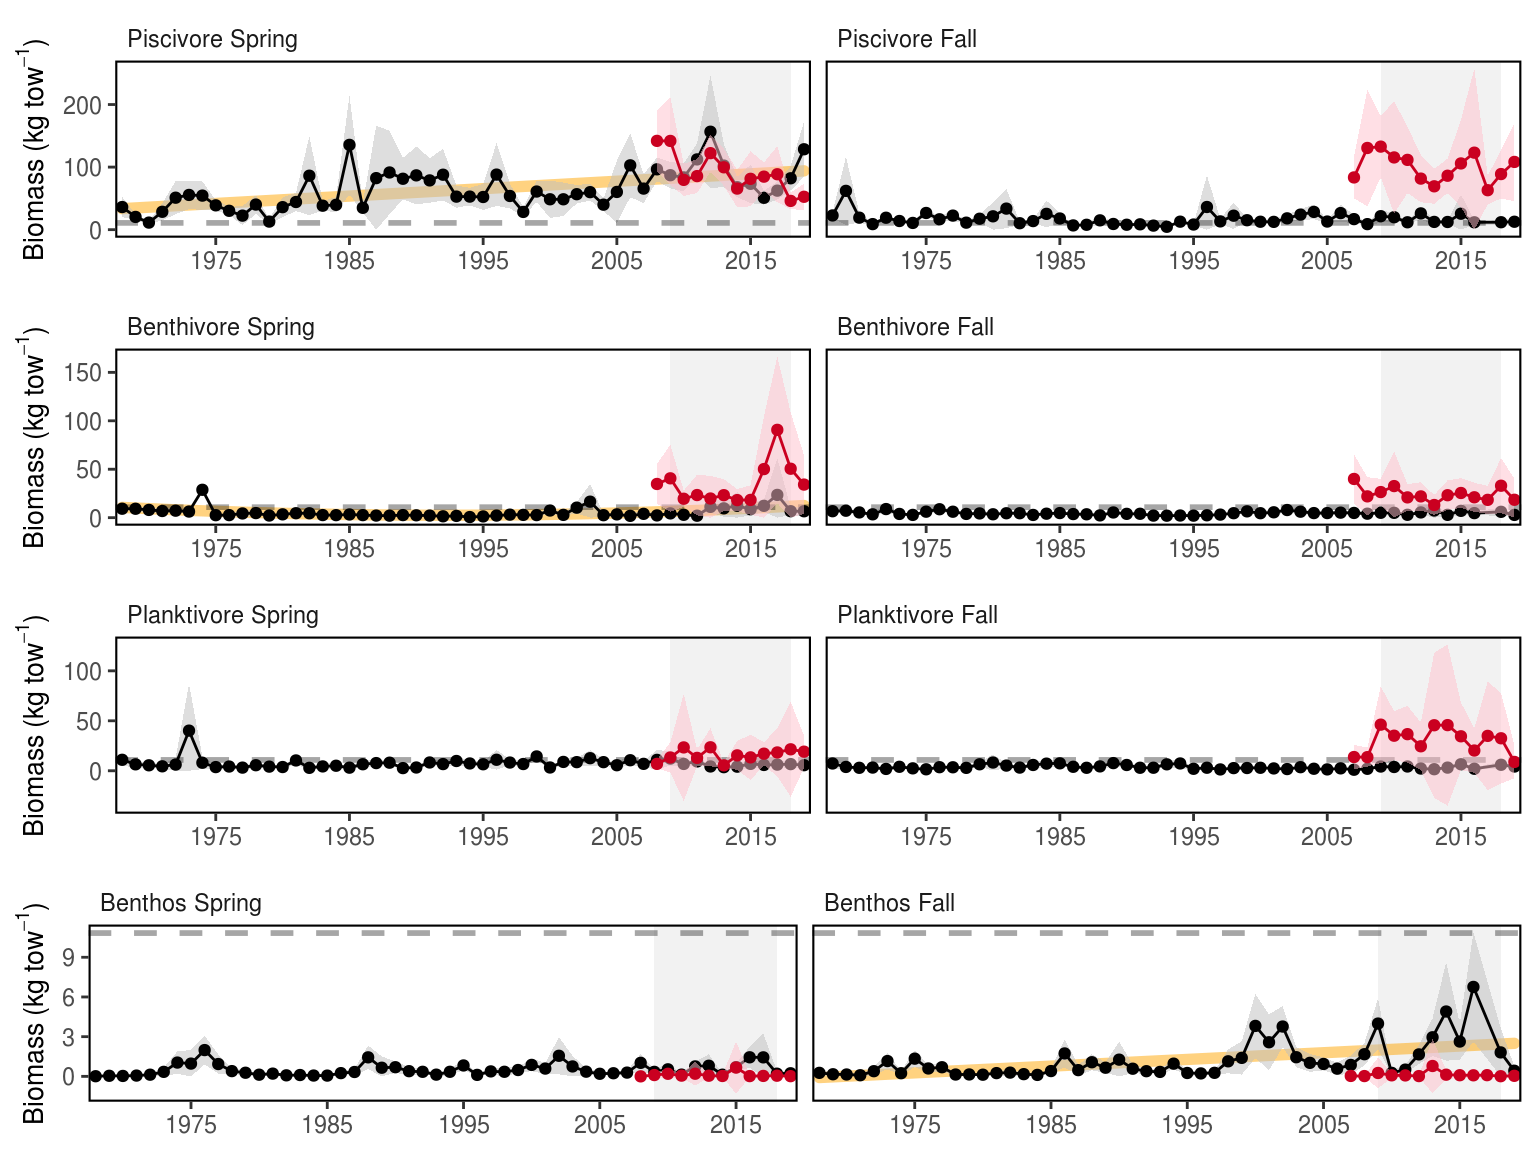 Piscivore Spring
Piscivore Fall
Biomass (kg tow⁻¹)
200
100
0
1975 1985 1995 2005 2015
1975 1985 1995 2005 2015
Benthivore Spring
Benthivore Fall
Biomass (kg tow⁻¹)
150
100
50
0
1975 1985 1995 2005 2015
1975 1985 1995 2005 2015
Planktivore Spring
Planktivore Fall
Biomass (kg tow⁻¹)
100
50
0
1975 1985 1995 2005 2015
1975 1985 1995 2005 2015
Benthos Spring
Benthos Fall
Biomass (kg tow⁻¹)
9
6
3
0
1975 1985 1995 2005 2015
1975 1985 1995 2005 2015